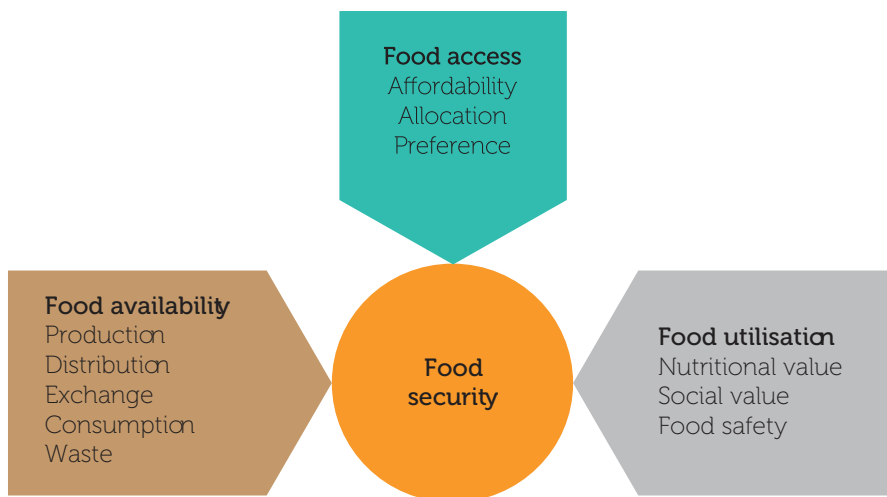 Food access
Affordability
Allocation
Preference
Food availability
Production
Distribution
Exchange
Consumption
Waste
Food
security
Food utilisation
Nutritional value
Social value
Food safety